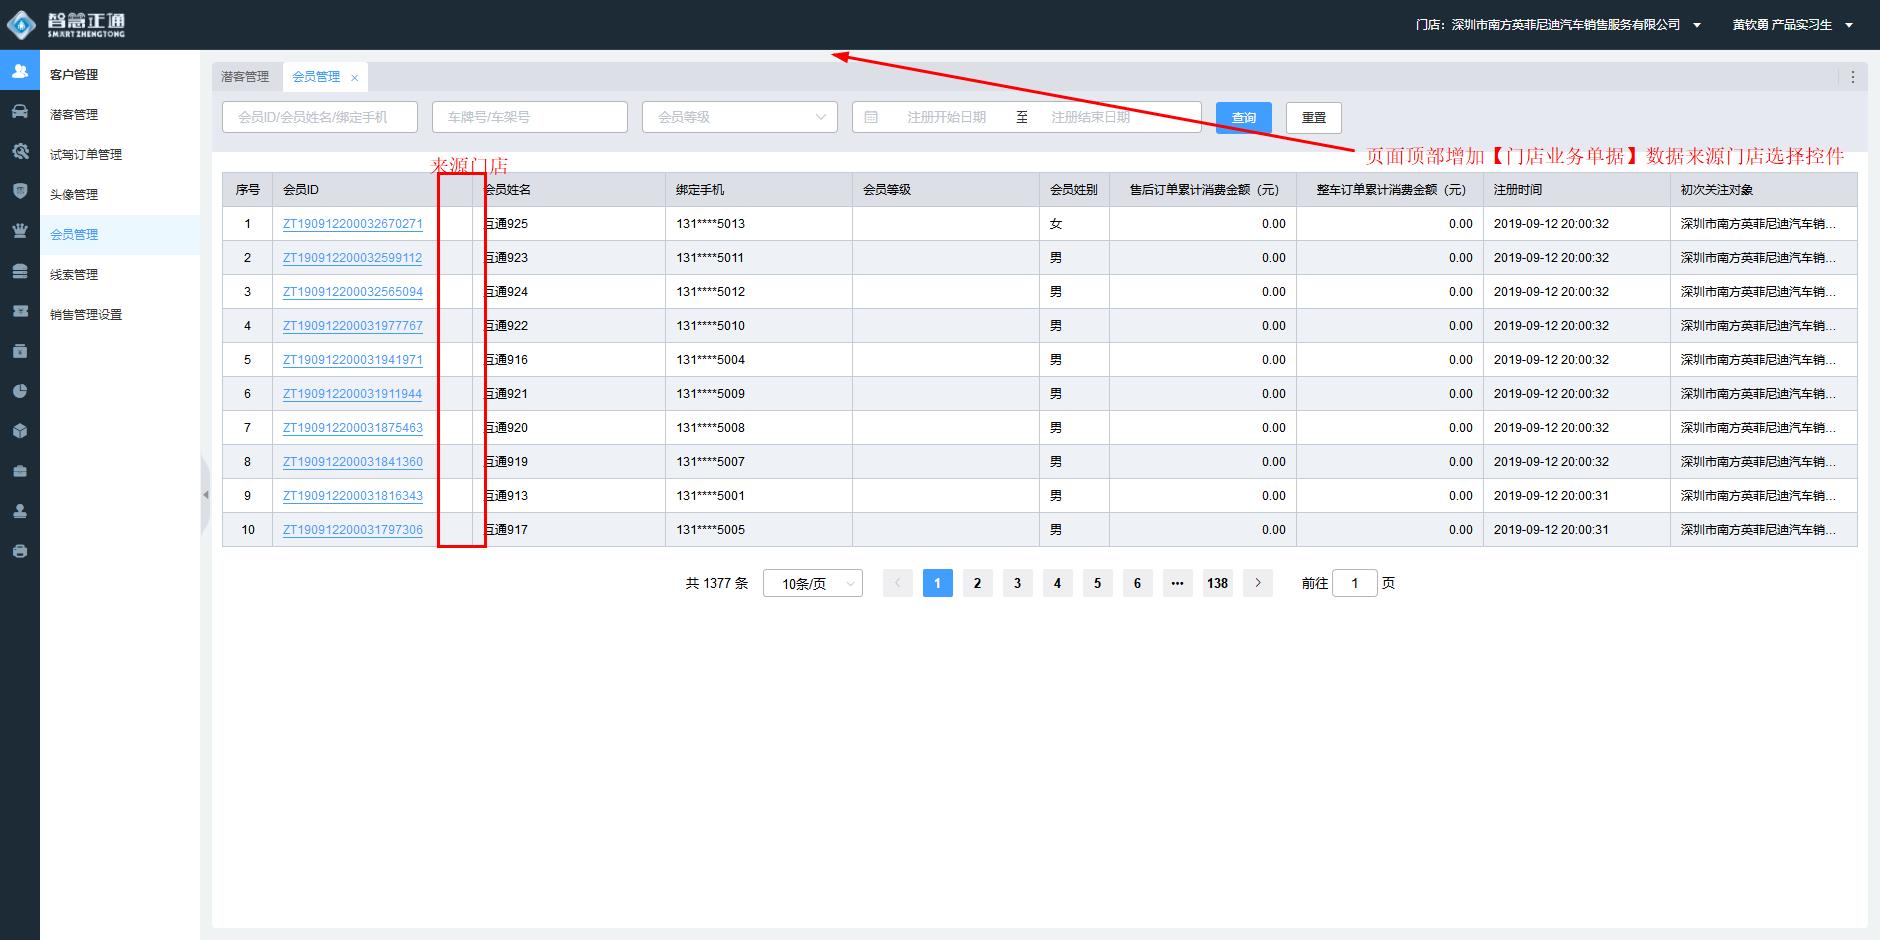 智慧正通
SMARTZHENGTONG
门店：深圳市南方英菲尼迪汽车销售服务有限公司
黄钦勇 产品实习生
客户管理
潜客管理
试驾订单管理
头像管理
会员管理
线索管理
销售管理设置
潜客管理
会员管理 ×
会员ID/会员姓名/绑定手机 车牌号/车架号 会员等级 注册开始日期 至 注册结束日期 查询 重置
页面顶部增加【门店业务单据】数据来源门店选择控件
来源门店
序号 会员ID 会员姓名 绑定手机 会员等级 会员性别 售后订单累计消费金额（元） 整车订单累计消费金额（元） 注册时间 初次关注对象
1 ZT190912200032670271 互通925 131****5013 女 0.00 0.00 2019-09-12 20:00:32 深圳市南方英菲尼迪汽车销...
2 ZT190912200032599112 互通923 131****5011 男 0.00 0.00 2019-09-12 20:00:32 深圳市南方英菲尼迪汽车销...
3 ZT190912200032565094 互通924 131****5012 男 0.00 0.00 2019-09-12 20:00:32 深圳市南方英菲尼迪汽车销...
4 ZT190912200031977767 互通922 131****5010 男 0.00 0.00 2019-09-12 20:00:32 深圳市南方英菲尼迪汽车销...
5 ZT190912200031941971 互通916 131****5004 男 0.00 0.00 2019-09-12 20:00:32 深圳市南方英菲尼迪汽车销...
6 ZT190912200031911944 互通921 131****5009 男 0.00 0.00 2019-09-12 20:00:32 深圳市南方英菲尼迪汽车销...
7 ZT190912200031875463 互通920 131****5008 男 0.00 0.00 2019-09-12 20:00:32 深圳市南方英菲尼迪汽车销...
8 ZT190912200031841360 互通919 131****5007 男 0.00 0.00 2019-09-12 20:00:32 深圳市南方英菲尼迪汽车销...
9 ZT190912200031816343 互通913 131****5001 男 0.00 0.00 2019-09-12 20:00:31 深圳市南方英菲尼迪汽车销...
10 ZT190912200031797306 互通917 131****5005 男 0.00 0.00 2019-09-12 20:00:31 深圳市南方英菲尼迪汽车销...
共 1377 条 10条/页 1 2 3 4 5 6 ••• 138 前往 1 页